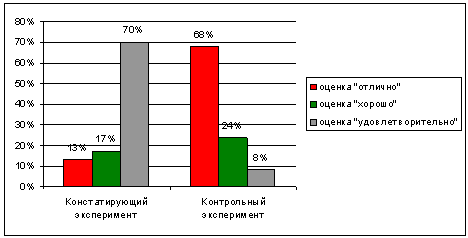 80%
70%
60%
50%
40%
30%
20%
10%
0%
13%
17%
70%
68%
24%
8%
Констатирующий
эксперимент
Контрольный
эксперимент
оценка "отлично"
оценка "хорошо"
оценка "удовлетворительно"